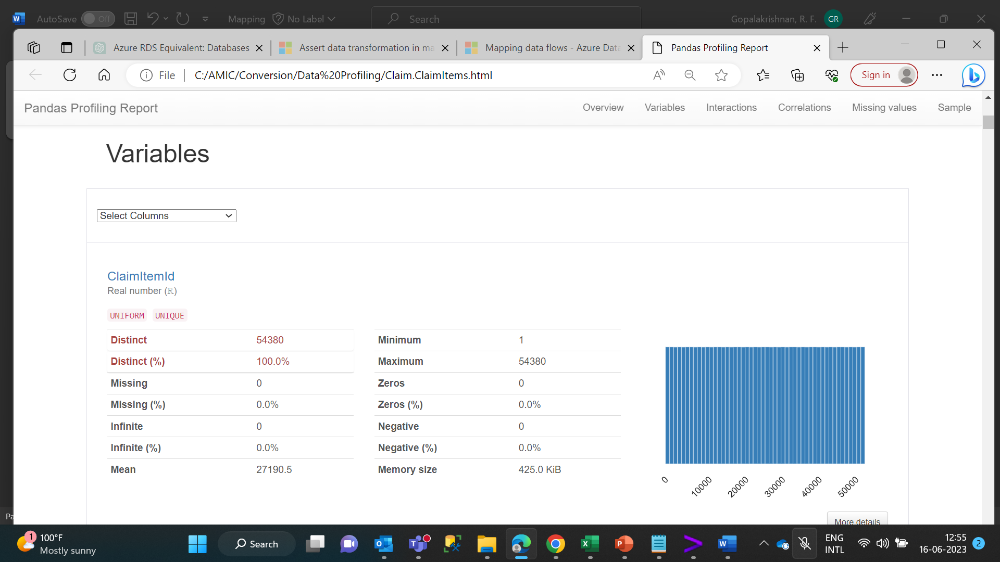 AutoSave Off Mapping No Label Search Gopalakrishnan, R. F. GR
Azure RDS Equivalent: Databases Assert data transformation in ma Mapping data flows - Azure Data Pandas Profiling Report
File C:/AMIC/Conversion/Data%20Profiling/Claim.ClaimItems.html Sign in
Pandas Profiling Report Overview Variables Interactions Correlations Missing values Sample
Variables
Select Columns
ClaimItemId
Real number (ℝ)
UNIFORM UNIQUE
Distinct 54380 Minimum 1
Distinct (%) 100.0% Maximum 54380
Missing 0 Zeros 0
Missing (%) 0.0% Zeros (%) 0.0%
Infinite 0 Negative 0
Infinite (%) 0.0% Negative (%) 0.0%
Mean 27190.5 Memory size 425.0 KiB
0 10000 20000 30000 40000 50000
Pa
More details
1 100°F
Mostly sunny
Search
ENG
INTL
12:55
16-06-2023
2